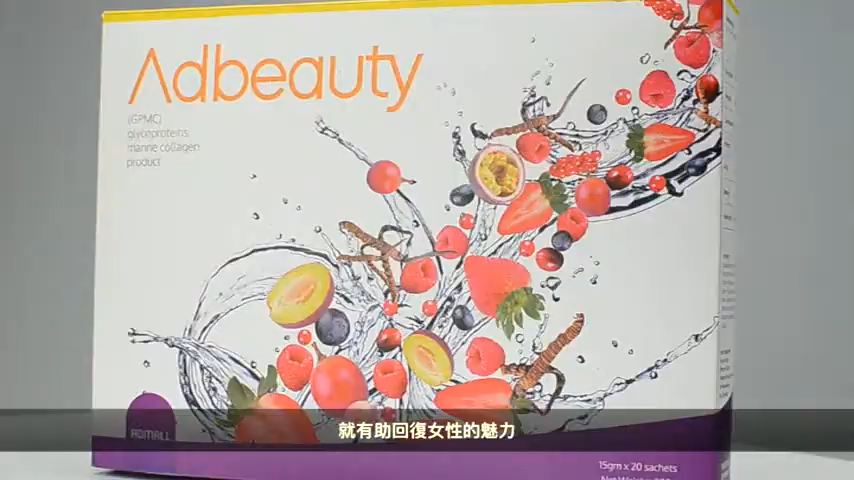 Adbeauty
(GPMC)
glycoproteins
marine collagen
product
ADIMALL
就有助回復女性的魅力
15gm x 20 sachets